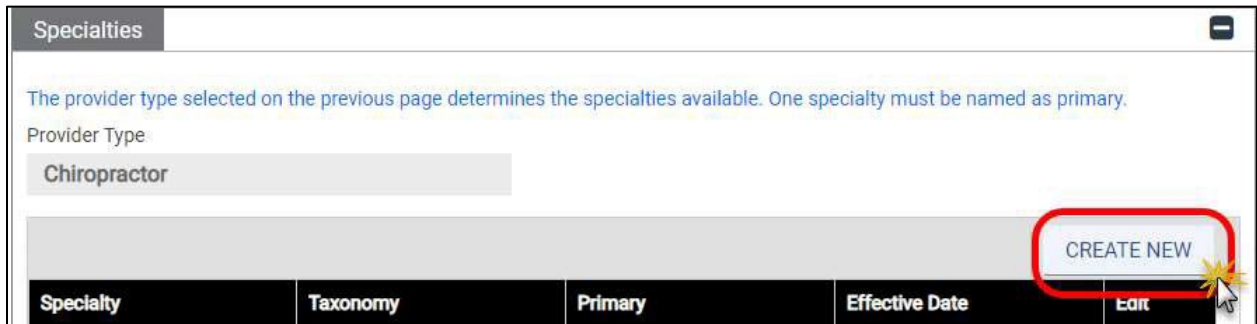 Specialties
The provider type selected on the previous page determines the specialties available. One specialty must be named as primary.
Provider Type
Chiropractor
CREATE NEW
Specialty Taxonomy Primary Effective Date Edit